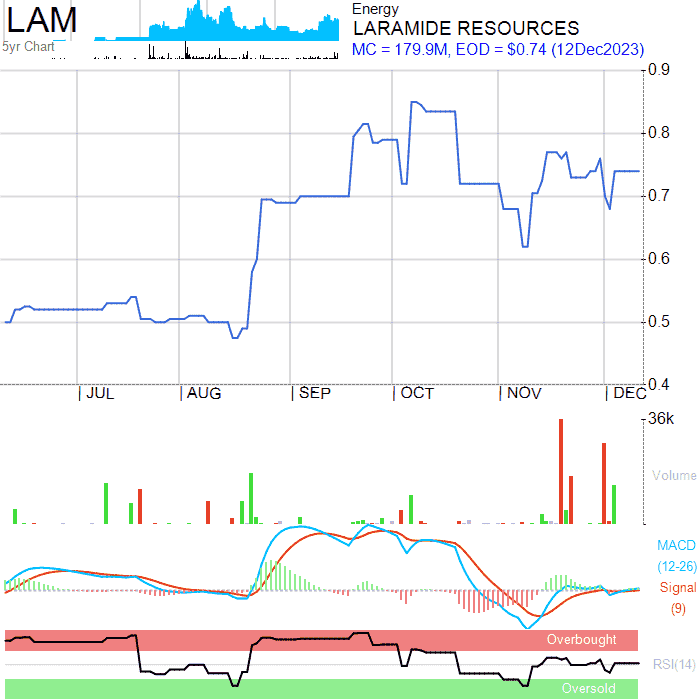 LAM
5yr Chart
Energy
LARAMIDE RESOURCES
MC = 179.9M, EOD = $0.74 (12Dec2023)
0.9
0.8
0.7
0.6
0.5
0.4
JUL AUG SEP OCT NOV DEC
36k
Volume
MACD
(12-26)
Signal
(9)
Overbought
RSI(14)
Oversold